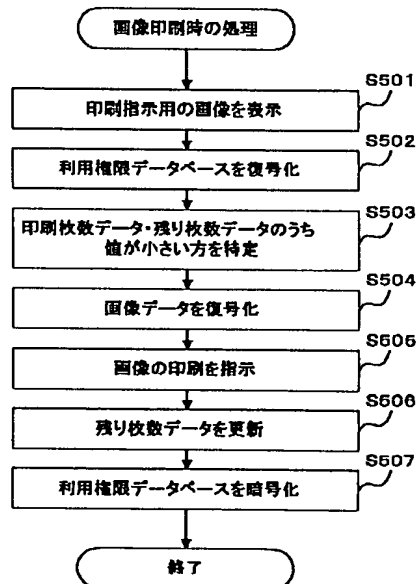 画像印刷時の処理
S501
印刷指示用の画像を表示
S502
利用権限データベースを復号化
S503
印刷枚数データ・残り枚数データのうち
値が小さい方を特定
S504
画像データを復号化
S505
画像の印刷を指示
S506
残り枚数データを更新
S507
利用権限データベースを暗号化
終了